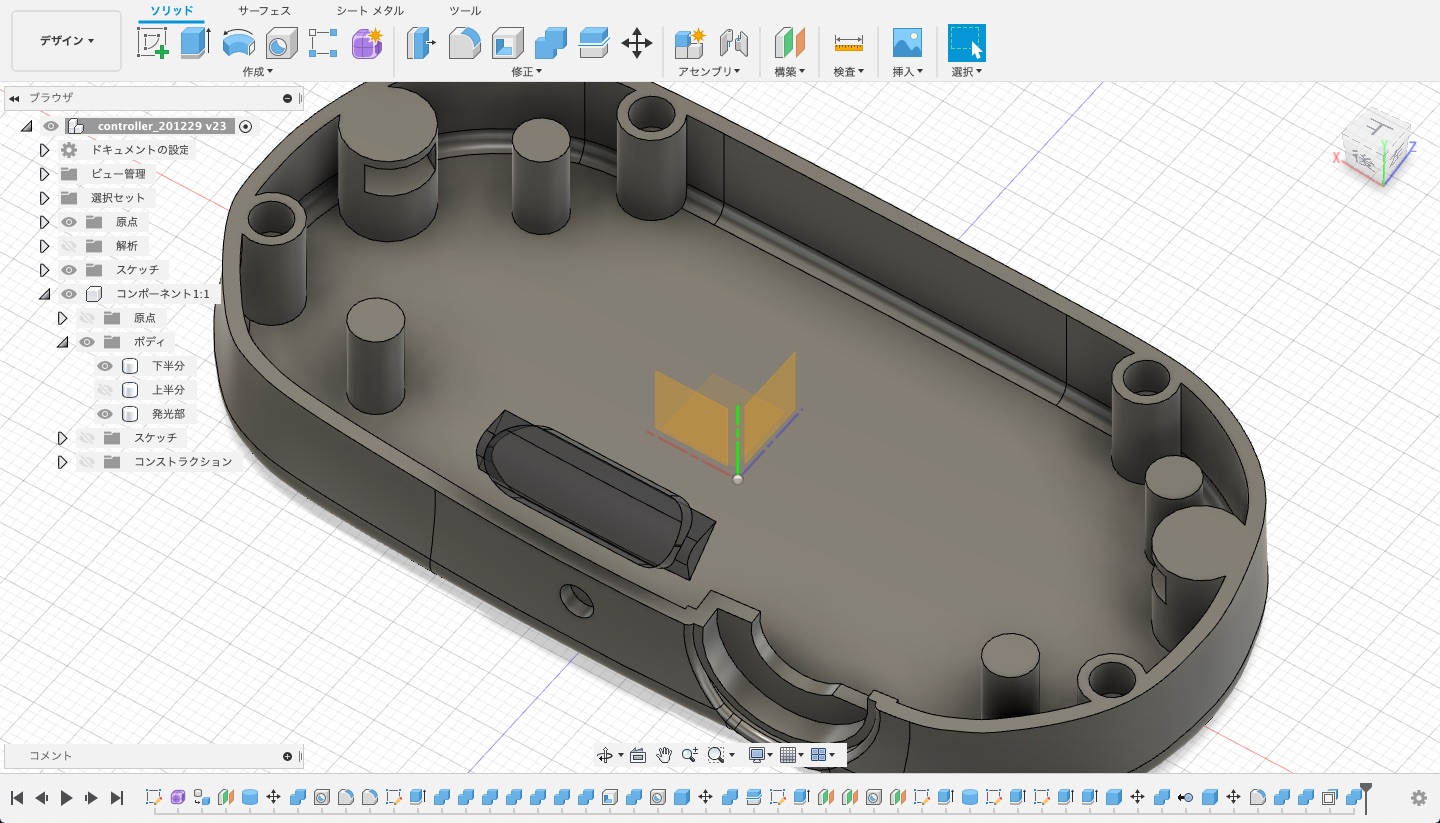 ソリッド サーフェス シート メタル ツール
デザイン
作成 修正 アセンブリ 構築 検査 挿入 選択
ブラウザ
controller_201229 v23
ドキュメントの設定
ビュー管理
選択セット
原点
解析
スケッチ
コンポーネント1:1
原点
ボディ
下半分
上半分
発光部
スケッチ
コンストラクション
X Y Z
上
後
コメント